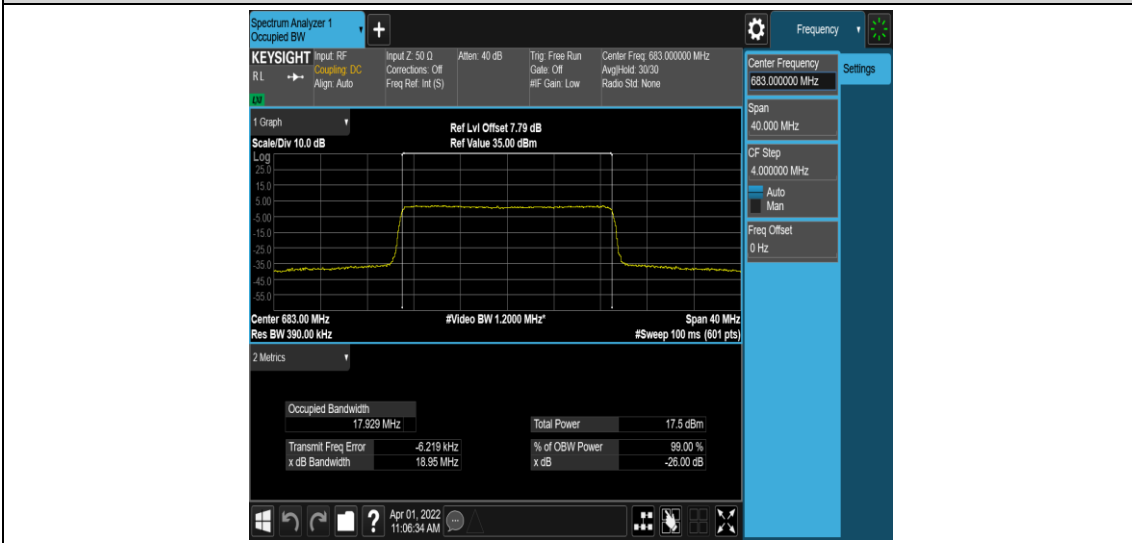 Spectrum Analyzer 1
Occupied BW
+
Frequency
KEYSIGHT
R L
LXI
Input: RF
Coupling: DC
Align: Auto
Input Z: 50 Ω
Corrections: Off
Freq Ref: Int (S)
Atten: 40 dB
Trig: Free Run
Gate: Off
#IF Gain: Low
Center Freq: 683.000000 MHz
Avg|Hold: 30/30
Radio Std: None
Center Frequency
683.000000 MHz
Settings
Span
40.000 MHz
CF Step
4.000000 MHz
Auto
Man
Freq Offset
0 Hz
1 Graph
Ref Lvl Offset 7.79 dB
Scale/Div 10.0 dB
Ref Value 35.00 dBm
Log
25.0
15.0
5.00
-5.00
-15.0
-25.0
-35.0
-45.0
-55.0
Center 683.00 MHz
#Video BW 1.2000 MHz*
Span 40 MHz
Res BW 390.00 kHz
#Sweep 100 ms (601 pts)
2 Metrics
Occupied Bandwidth
17.929 MHz
Total Power 17.5 dBm
Transmit Freq Error -6.219 kHz
% of OBW Power 99.00 %
x dB Bandwidth 18.95 MHz
x dB -26.00 dB
?
Apr 01, 2022
11:06:34 AM